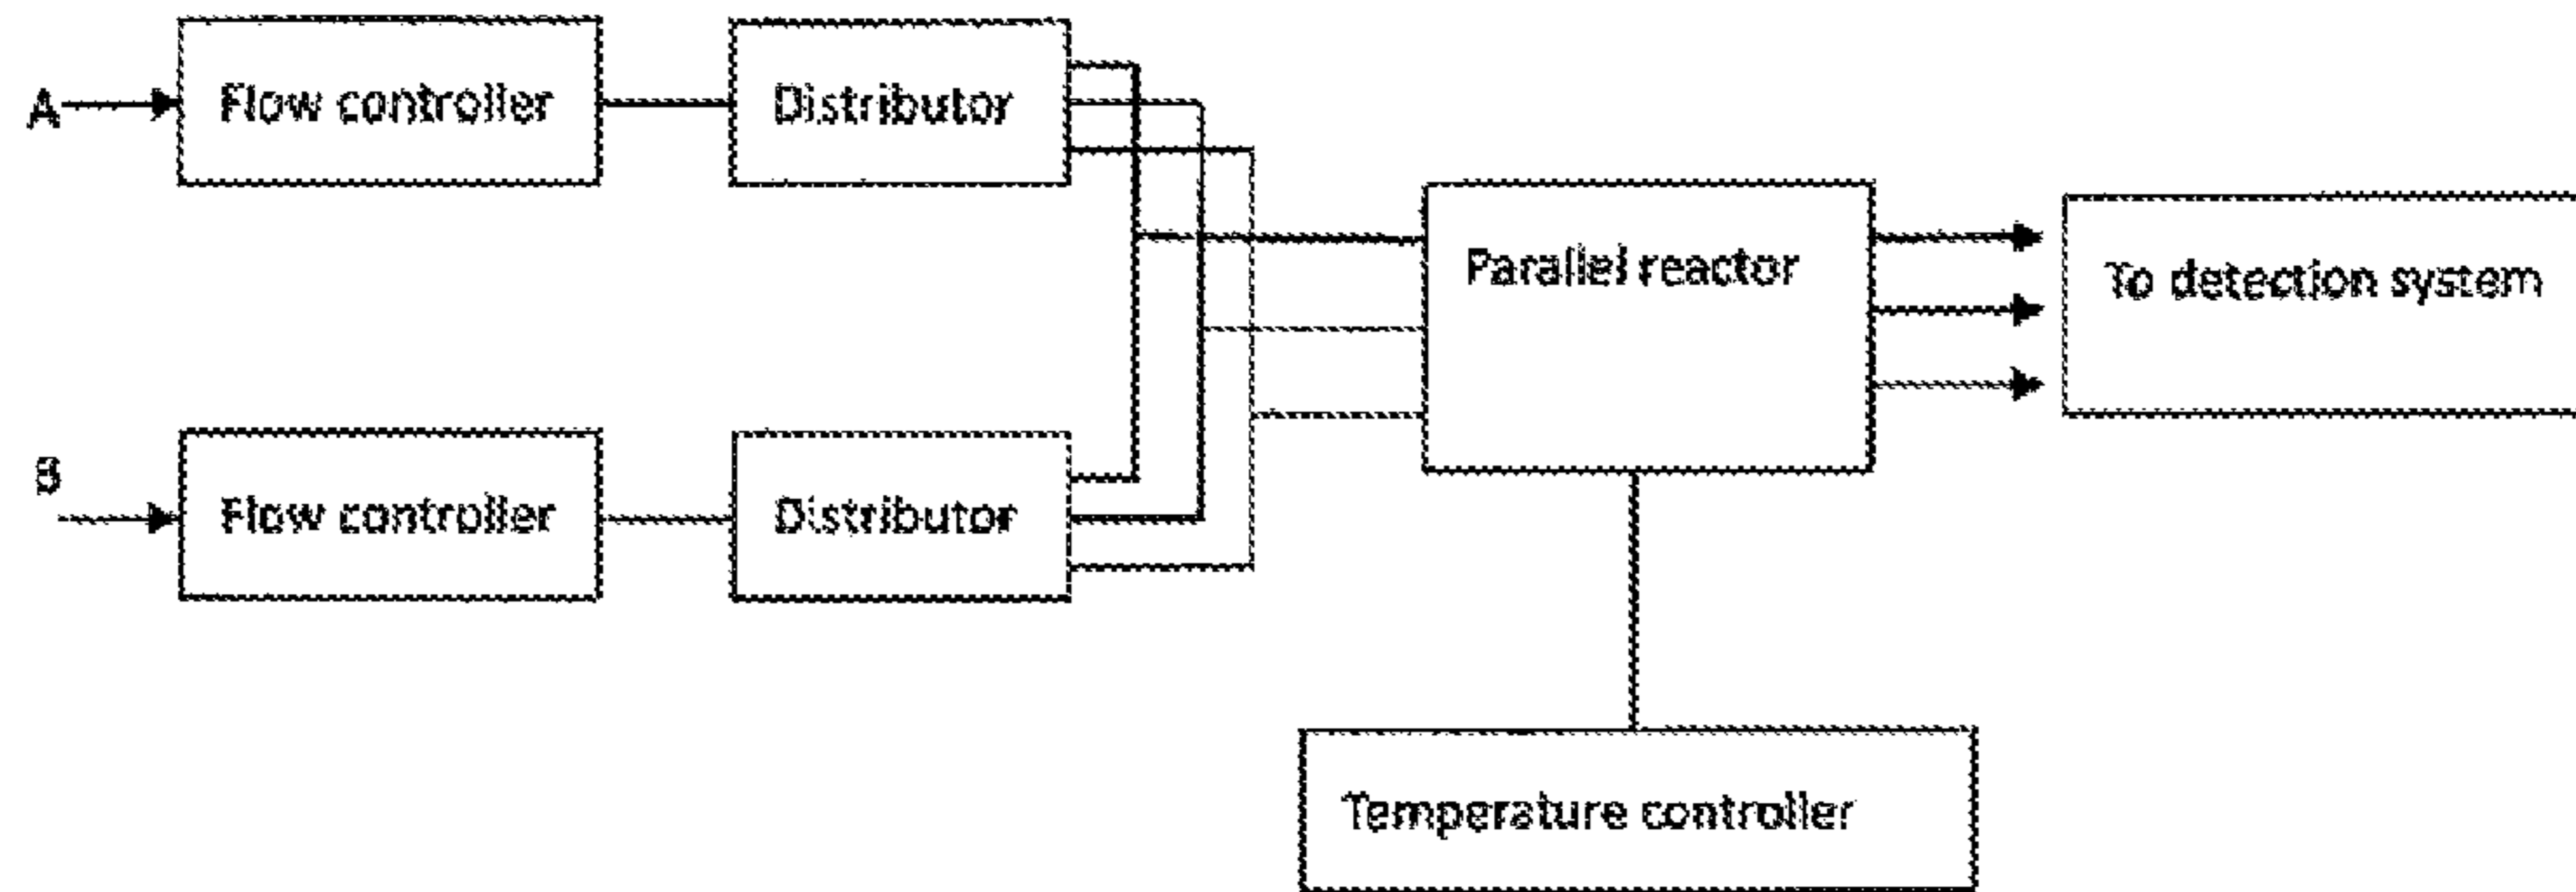 A
Flow controller
Distributor
Parallel reactor
To detection system
B
Flow controller
Distributor
Temperature controller